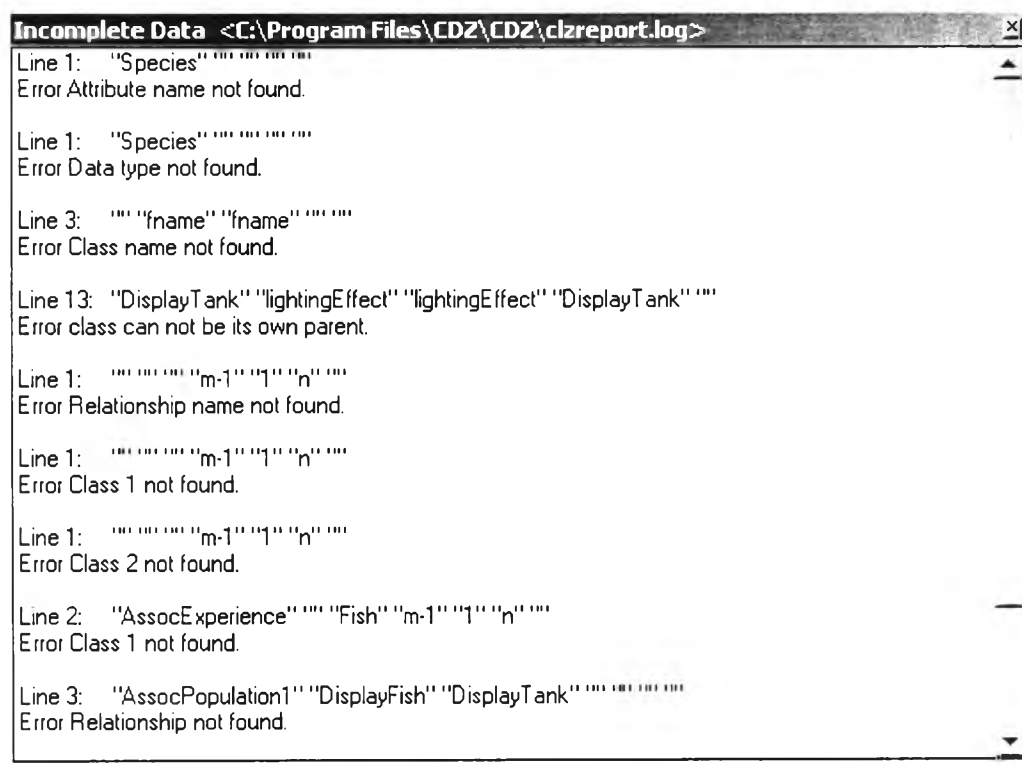 Incomplete Data <C:\Program Files\CDZ\CDZ\clzreport.log>
Line 1: "Species" "" "" "" ""
Error Attribute name not found.
Line 1: "Species" "" "" "" ""
Error Data type not found.
Line 3: "" "fname" "fname" "" ""
Error Class name not found.
Line 13: "DisplayTank" "lightingEffect" "lightingEffect" "DisplayTank" ""
Error class can not be its own parent.
Line 1: "" "" "" "m-1" "1" "n" ""
Error Relationship name not found.
Line 1: "" "" "" "m-1" "1" "n" ""
Error Class 1 not found.
Line 1: "" "" "" "m-1" "1" "n" ""
Error Class 2 not found.
Line 2: "AssocExperience" "" "Fish" "m-1" "1" "n" ""
Error Class 1 not found.
Line 3: "AssocPopulation1" "DisplayFish" "DisplayTank" "" "" "" ""
Error Relationship not found.